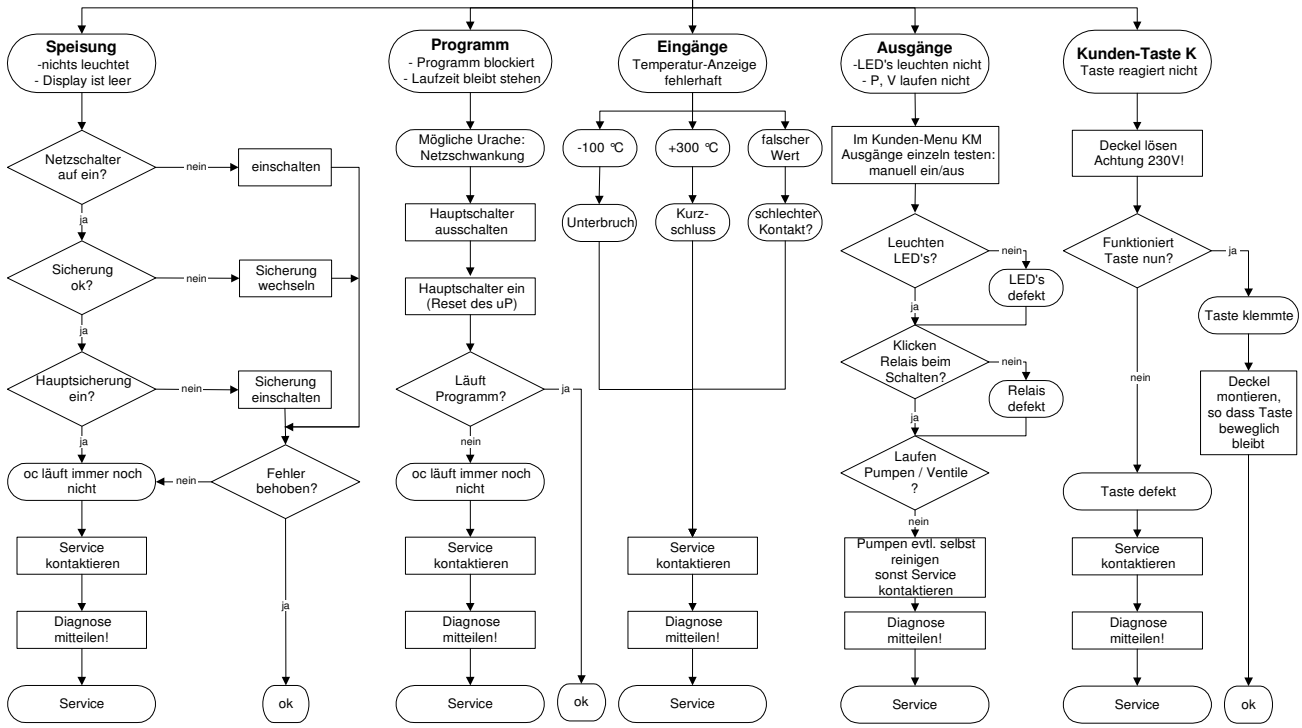 Speisung
-nichts leuchtet
- Display ist leer
Netzschalter
auf ein?
nein
einschalten
ja
Sicherung
ok?
nein
Sicherung
wechseln
ja
Hauptsicherung
ein?
nein
Sicherung
einschalten
ja
oc läuft immer noch
nicht
nein
Fehler
behoben?
Service
kontaktieren
ja
Diagnose
mitteilen!
Service
ok
Programm
- Programm blockiert
- Laufzeit bleibt stehen
Mögliche Urache:
Netzschwankung
Hauptschalter
ausschalten
Hauptschalter ein
(Reset des uP)
Läuft
Programm?
ja
nein
oc läuft immer noch
nicht
Service
kontaktieren
Diagnose
mitteilen!
Service
ok
Eingänge
Temperatur-Anzeige
fehlerhaft
-100 °C
+300 °C
falscher
Wert
Unterbruch
Kurz-
schluss
schlechter
Kontakt?
Service
kontaktieren
Diagnose
mitteilen!
Service
Ausgänge
-LED's leuchten nicht
- P, V laufen nicht
Im Kunden-Menu KM
Ausgänge einzeln testen:
manuell ein/aus
Leuchten
LED's?
nein
LED's
defekt
ja
Klicken
Relais beim
Schalten?
nein
Relais
defekt
ja
Laufen
Pumpen / Ventile
?
nein
Pumpen evtl. selbst
reinigen
sonst Service
kontaktieren
Diagnose
mitteilen!
Service
Kunden-Taste K
Taste reagiert nicht
Deckel lösen
Achtung 230V!
Funktioniert
Taste nun?
ja
Taste klemmte
nein
Deckel
montieren,
so dass Taste
beweglich
bleibt
Taste defekt
Service
kontaktieren
Diagnose
mitteilen!
Service
ok